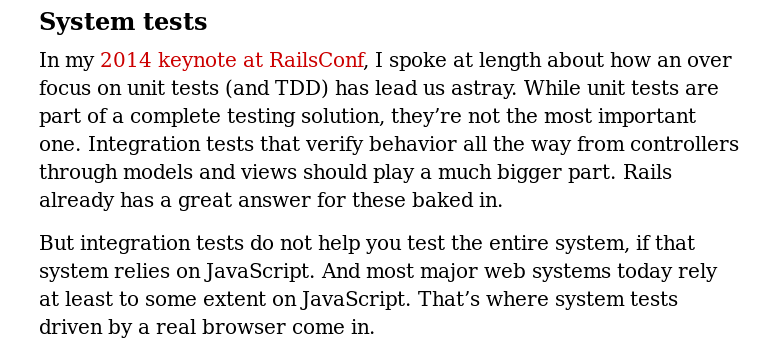 System tests
In my 2014 keynote at RailsConf, I spoke at length about how an over
focus on unit tests (and TDD) has lead us astray. While unit tests are
part of a complete testing solution, they’re not the most important
one. Integration tests that verify behavior all the way from controllers
through models and views should play a much bigger part. Rails
already has a great answer for these baked in.
But integration tests do not help you test the entire system, if that
system relies on JavaScript. And most major web systems today rely
at least to some extent on JavaScript. That’s where system tests
driven by a real browser come in.